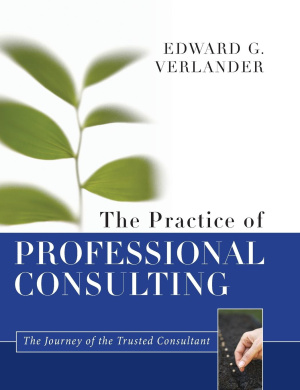 EDWARD G.
VERLANDER
The Practice of
PROFESSIONAL
CONSULTING
The Journey of the Trusted Consultant